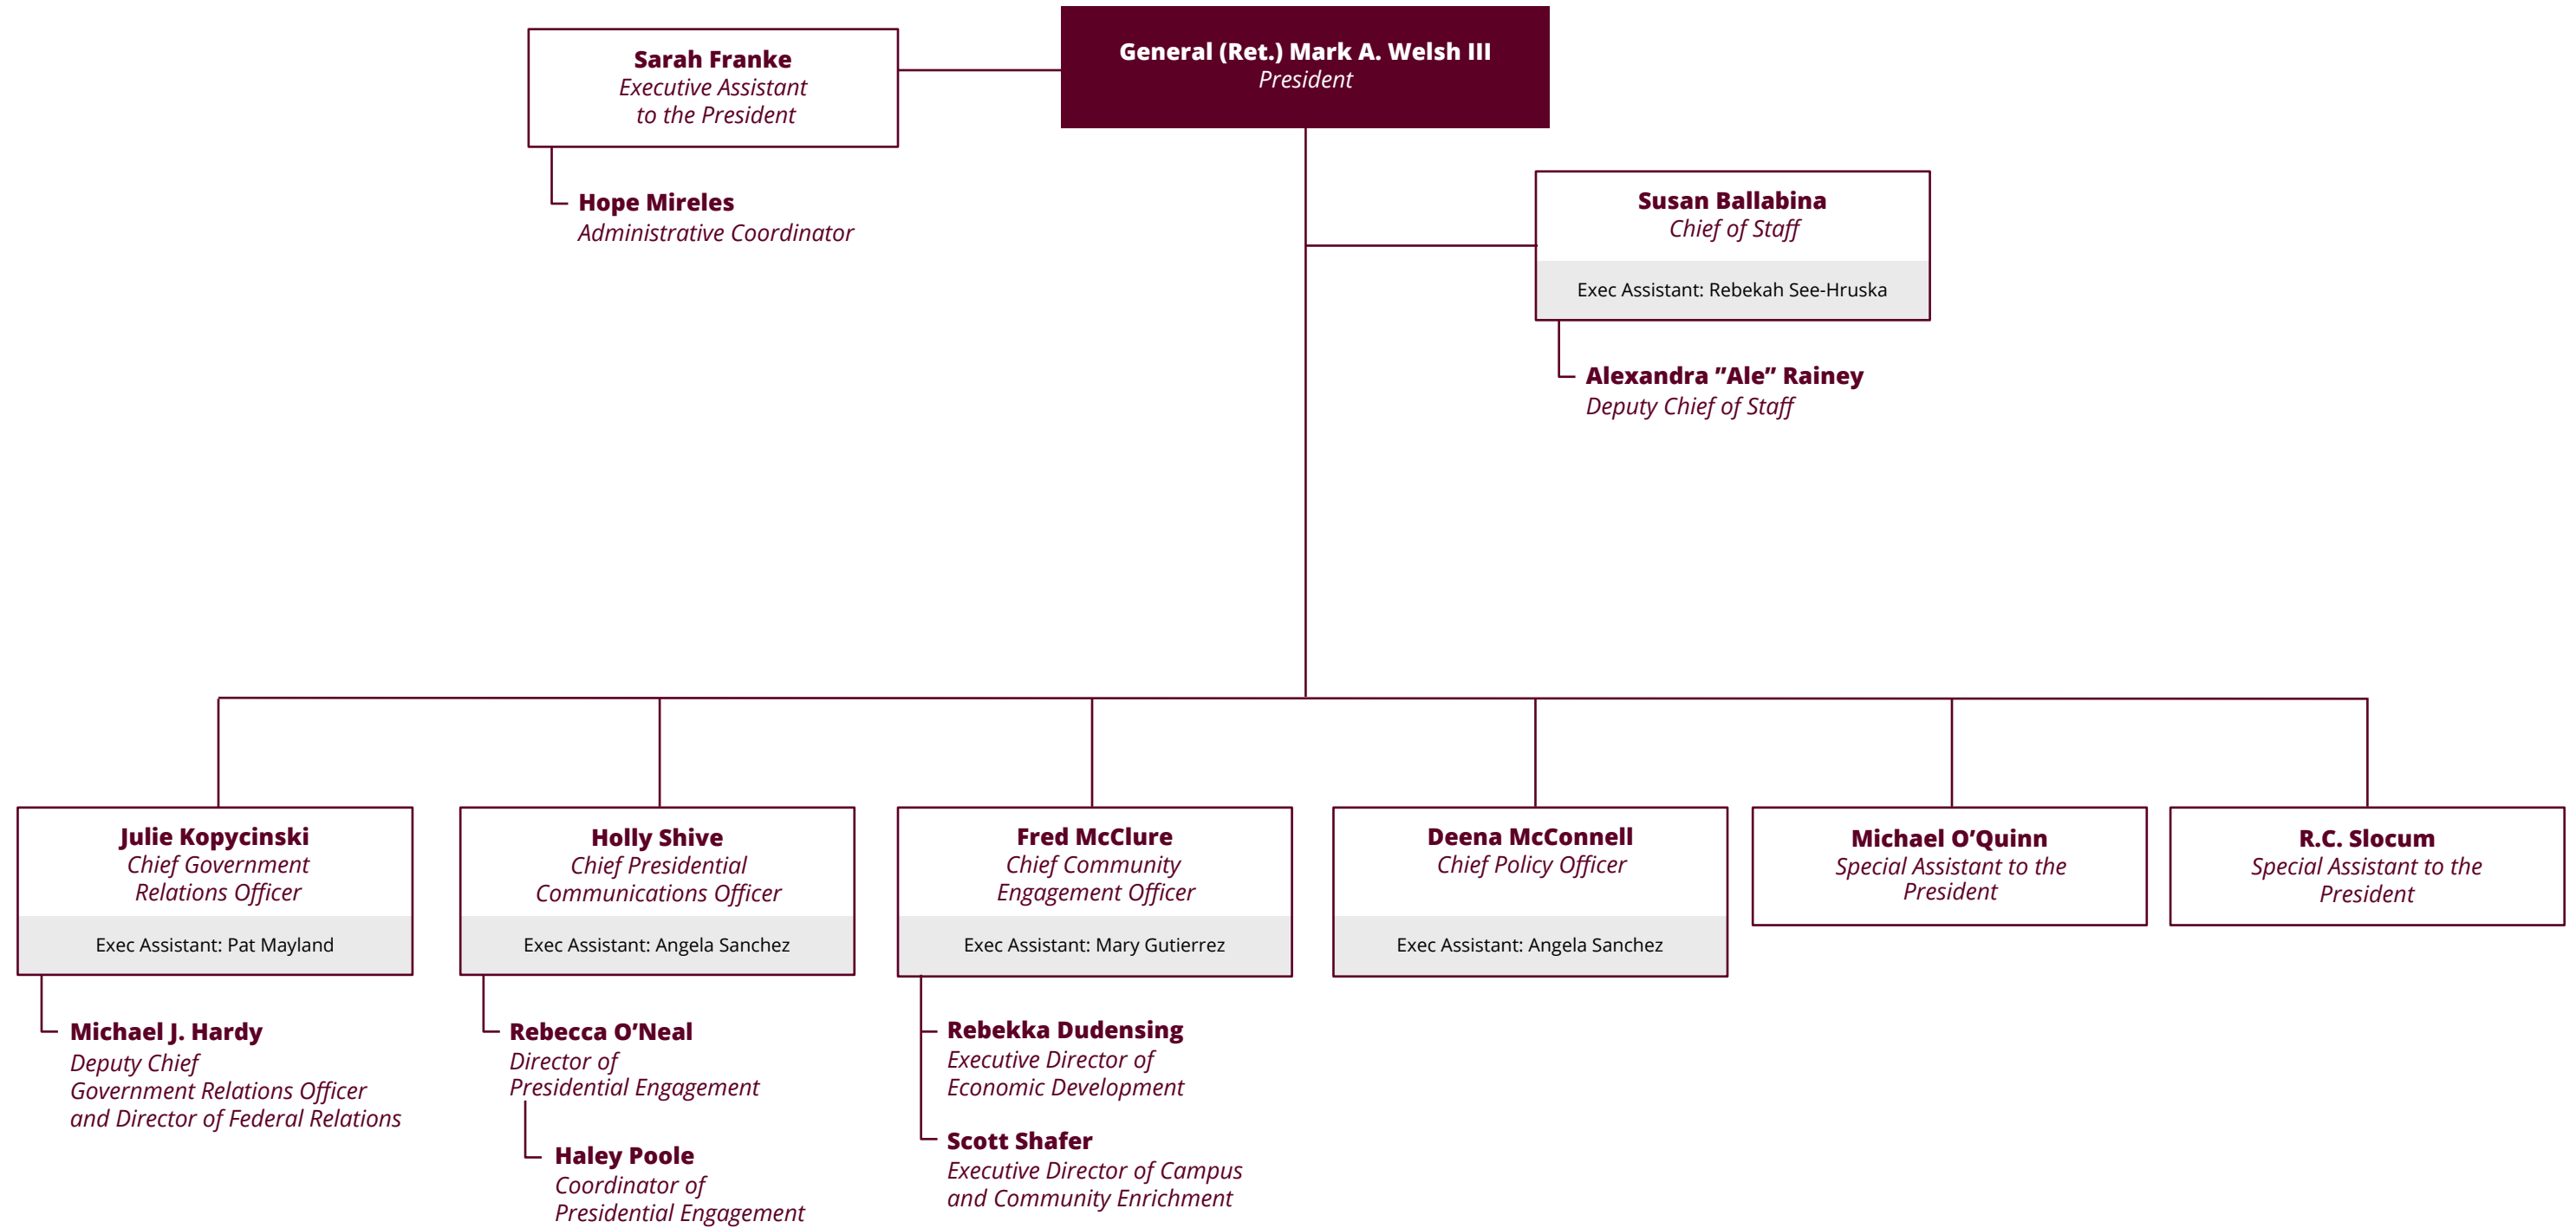 General (Ret.) Mark A. Welsh III
President
Sarah Franke
Executive Assistant
to the President
Hope Mireles
Administrative Coordinator
Susan Ballabina
Chief of Staff
Exec Assistant: Rebekah See-Hruska
Alexandra ”Ale” Rainey
Deputy Chief of Staff
Julie Kopycinski
Chief Government
Relations Officer
Exec Assistant: Pat Mayland
Michael J. Hardy
Deputy Chief
Government Relations Officer
and Director of Federal Relations
Holly Shive
Chief Presidential
Communications Officer
Exec Assistant: Angela Sanchez
Rebecca O’Neal
Director of
Presidential Engagement
Haley Poole
Coordinator of
Presidential Engagement
Fred McClure
Chief Community
Engagement Officer
Exec Assistant: Mary Gutierrez
Rebekka Dudensing
Executive Director of
Economic Development
Scott Shafer
Executive Director of Campus
and Community Enrichment
Deena McConnell
Chief Policy Officer
Exec Assistant: Angela Sanchez
Michael O’Quinn
Special Assistant to the
President
R.C. Slocum
Special Assistant to the
President